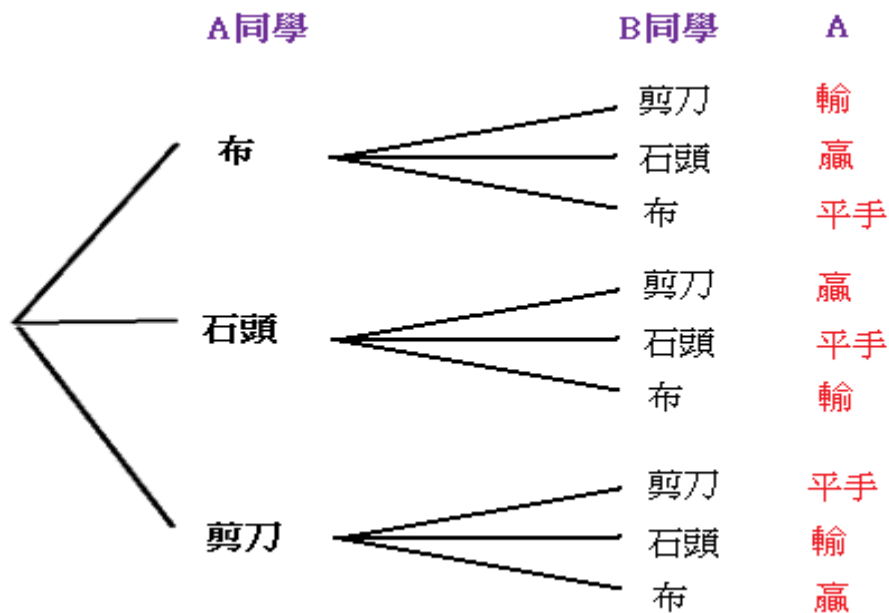 A同學 B同學 A
剪刀 輸
布 石頭 贏
布 平手
剪刀 贏
石頭 石頭 平手
布 輸
剪刀 平手
剪刀 石頭 輸
布 贏